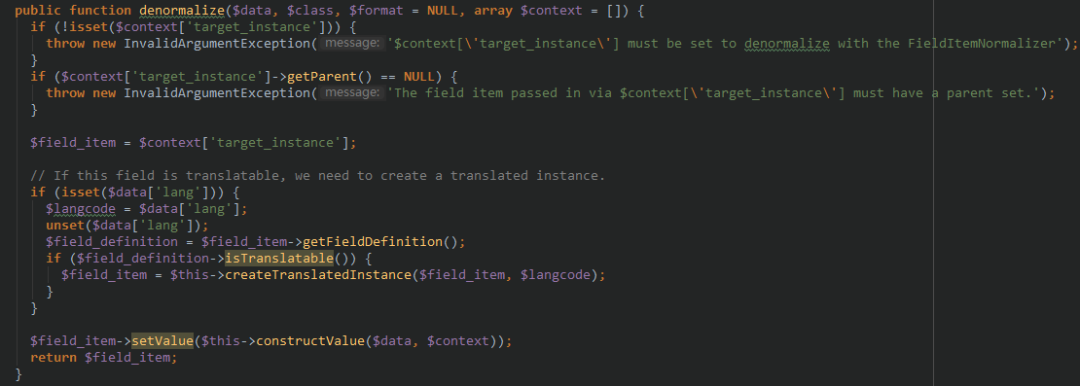 public function denormalize($data, $class, $format = NULL, array $context = []) {
if (!isset($context['target_instance'])) {
throw new InvalidArgumentException( message: '$context[\'target_instance\'] must be set to denormalize with the FieldItemNormalizer');
}
if ($context['target_instance']->getParent() == NULL) {
throw new InvalidArgumentException( message: 'The field item passed in via $context[\'target_instance\'] must have a parent set.');
}
$field_item = $context['target_instance'];
// If this field is translatable, we need to create a translated instance.
if (isset($data['lang'])) {
$langcode = $data['lang'];
unset($data['lang']);
$field_definition = $field_item->getFieldDefinition();
if ($field_definition->isTranslatable()) {
$field_item = $this->createTranslatedInstance($field_item, $langcode);
}
}
$field_item->setValue($this->constructValue($data, $context));
return $field_item;
}